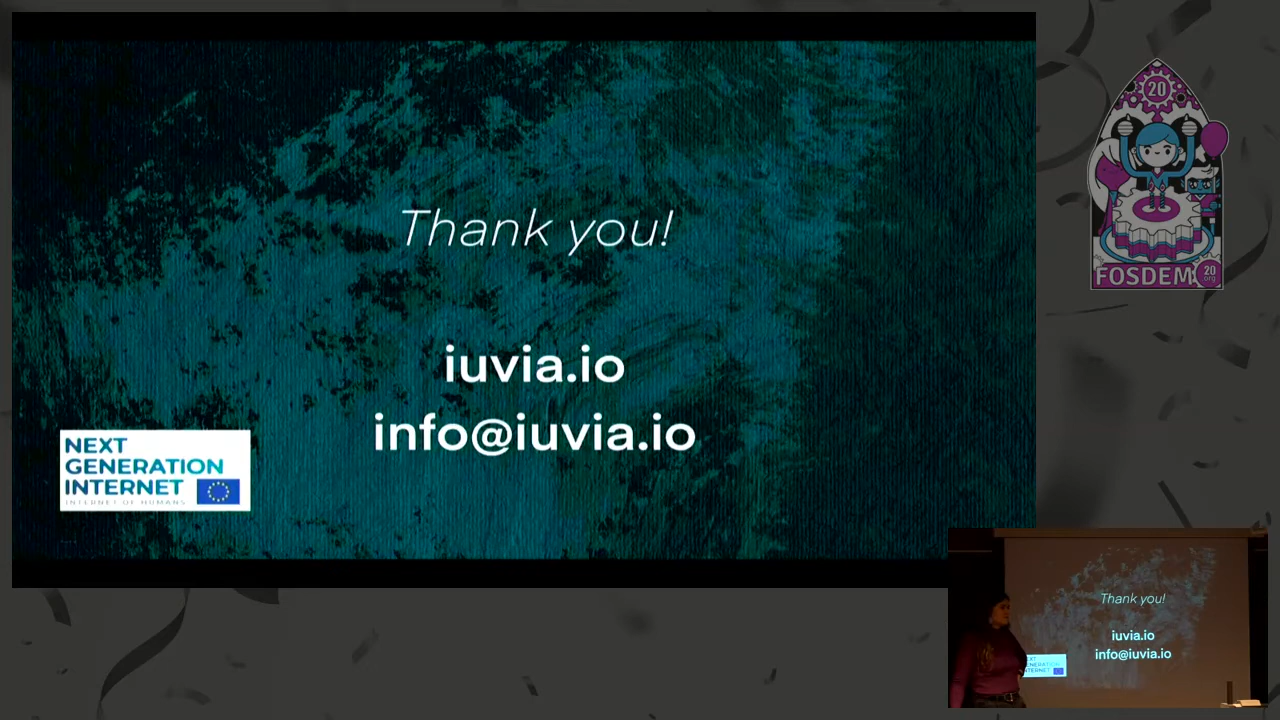 Thank you!
iuvia.io
info@iuvia.io
NEXT
GENERATION
INTERNET
INTERNET OF HUMANS
20
FOSDEM
20
.org
Thank you!
iuvia.io
info@iuvia.io